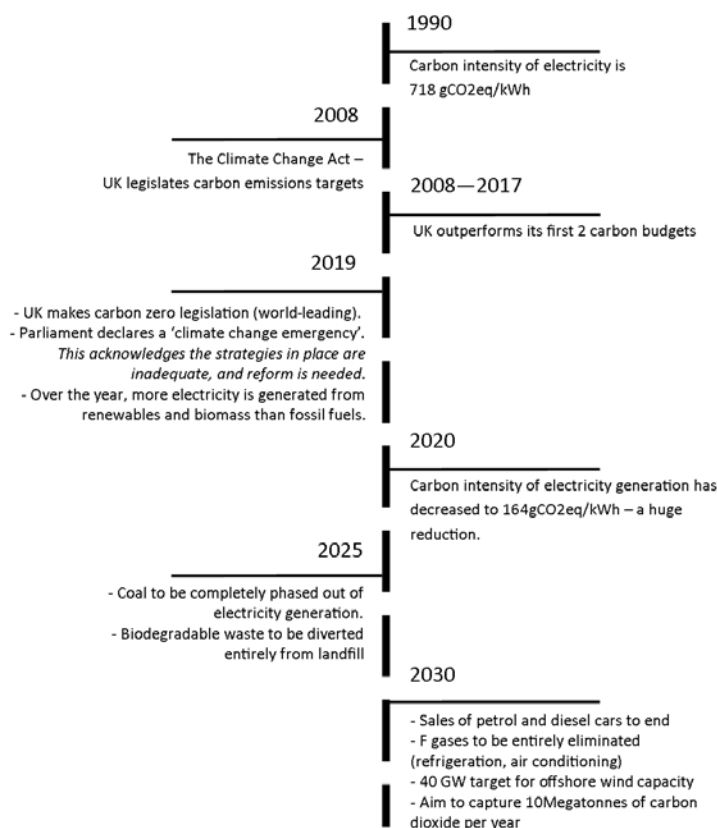 1990
Carbon intensity of electricity is
718 gCO2eq/kWh
2008
The Climate Change Act –
UK legislates carbon emissions targets
2008—2017
UK outperforms its first 2 carbon budgets
2019
- UK makes carbon zero legislation (world-leading).
- Parliament declares a ‘climate change emergency’.
This acknowledges the strategies in place are
inadequate, and reform is needed.
- Over the year, more electricity is generated from
renewables and biomass than fossil fuels.
2020
Carbon intensity of electricity generation has
decreased to 164gCO2eq/kWh – a huge
reduction.
2025
- Coal to be completely phased out of
electricity generation.
- Biodegradable waste to be diverted
entirely from landfill
2030
- Sales of petrol and diesel cars to end
- F gases to be entirely eliminated
(refrigeration, air conditioning)
- 40 GW target for offshore wind capacity
- Aim to capture 10Megatonnes of carbon
dioxide per year